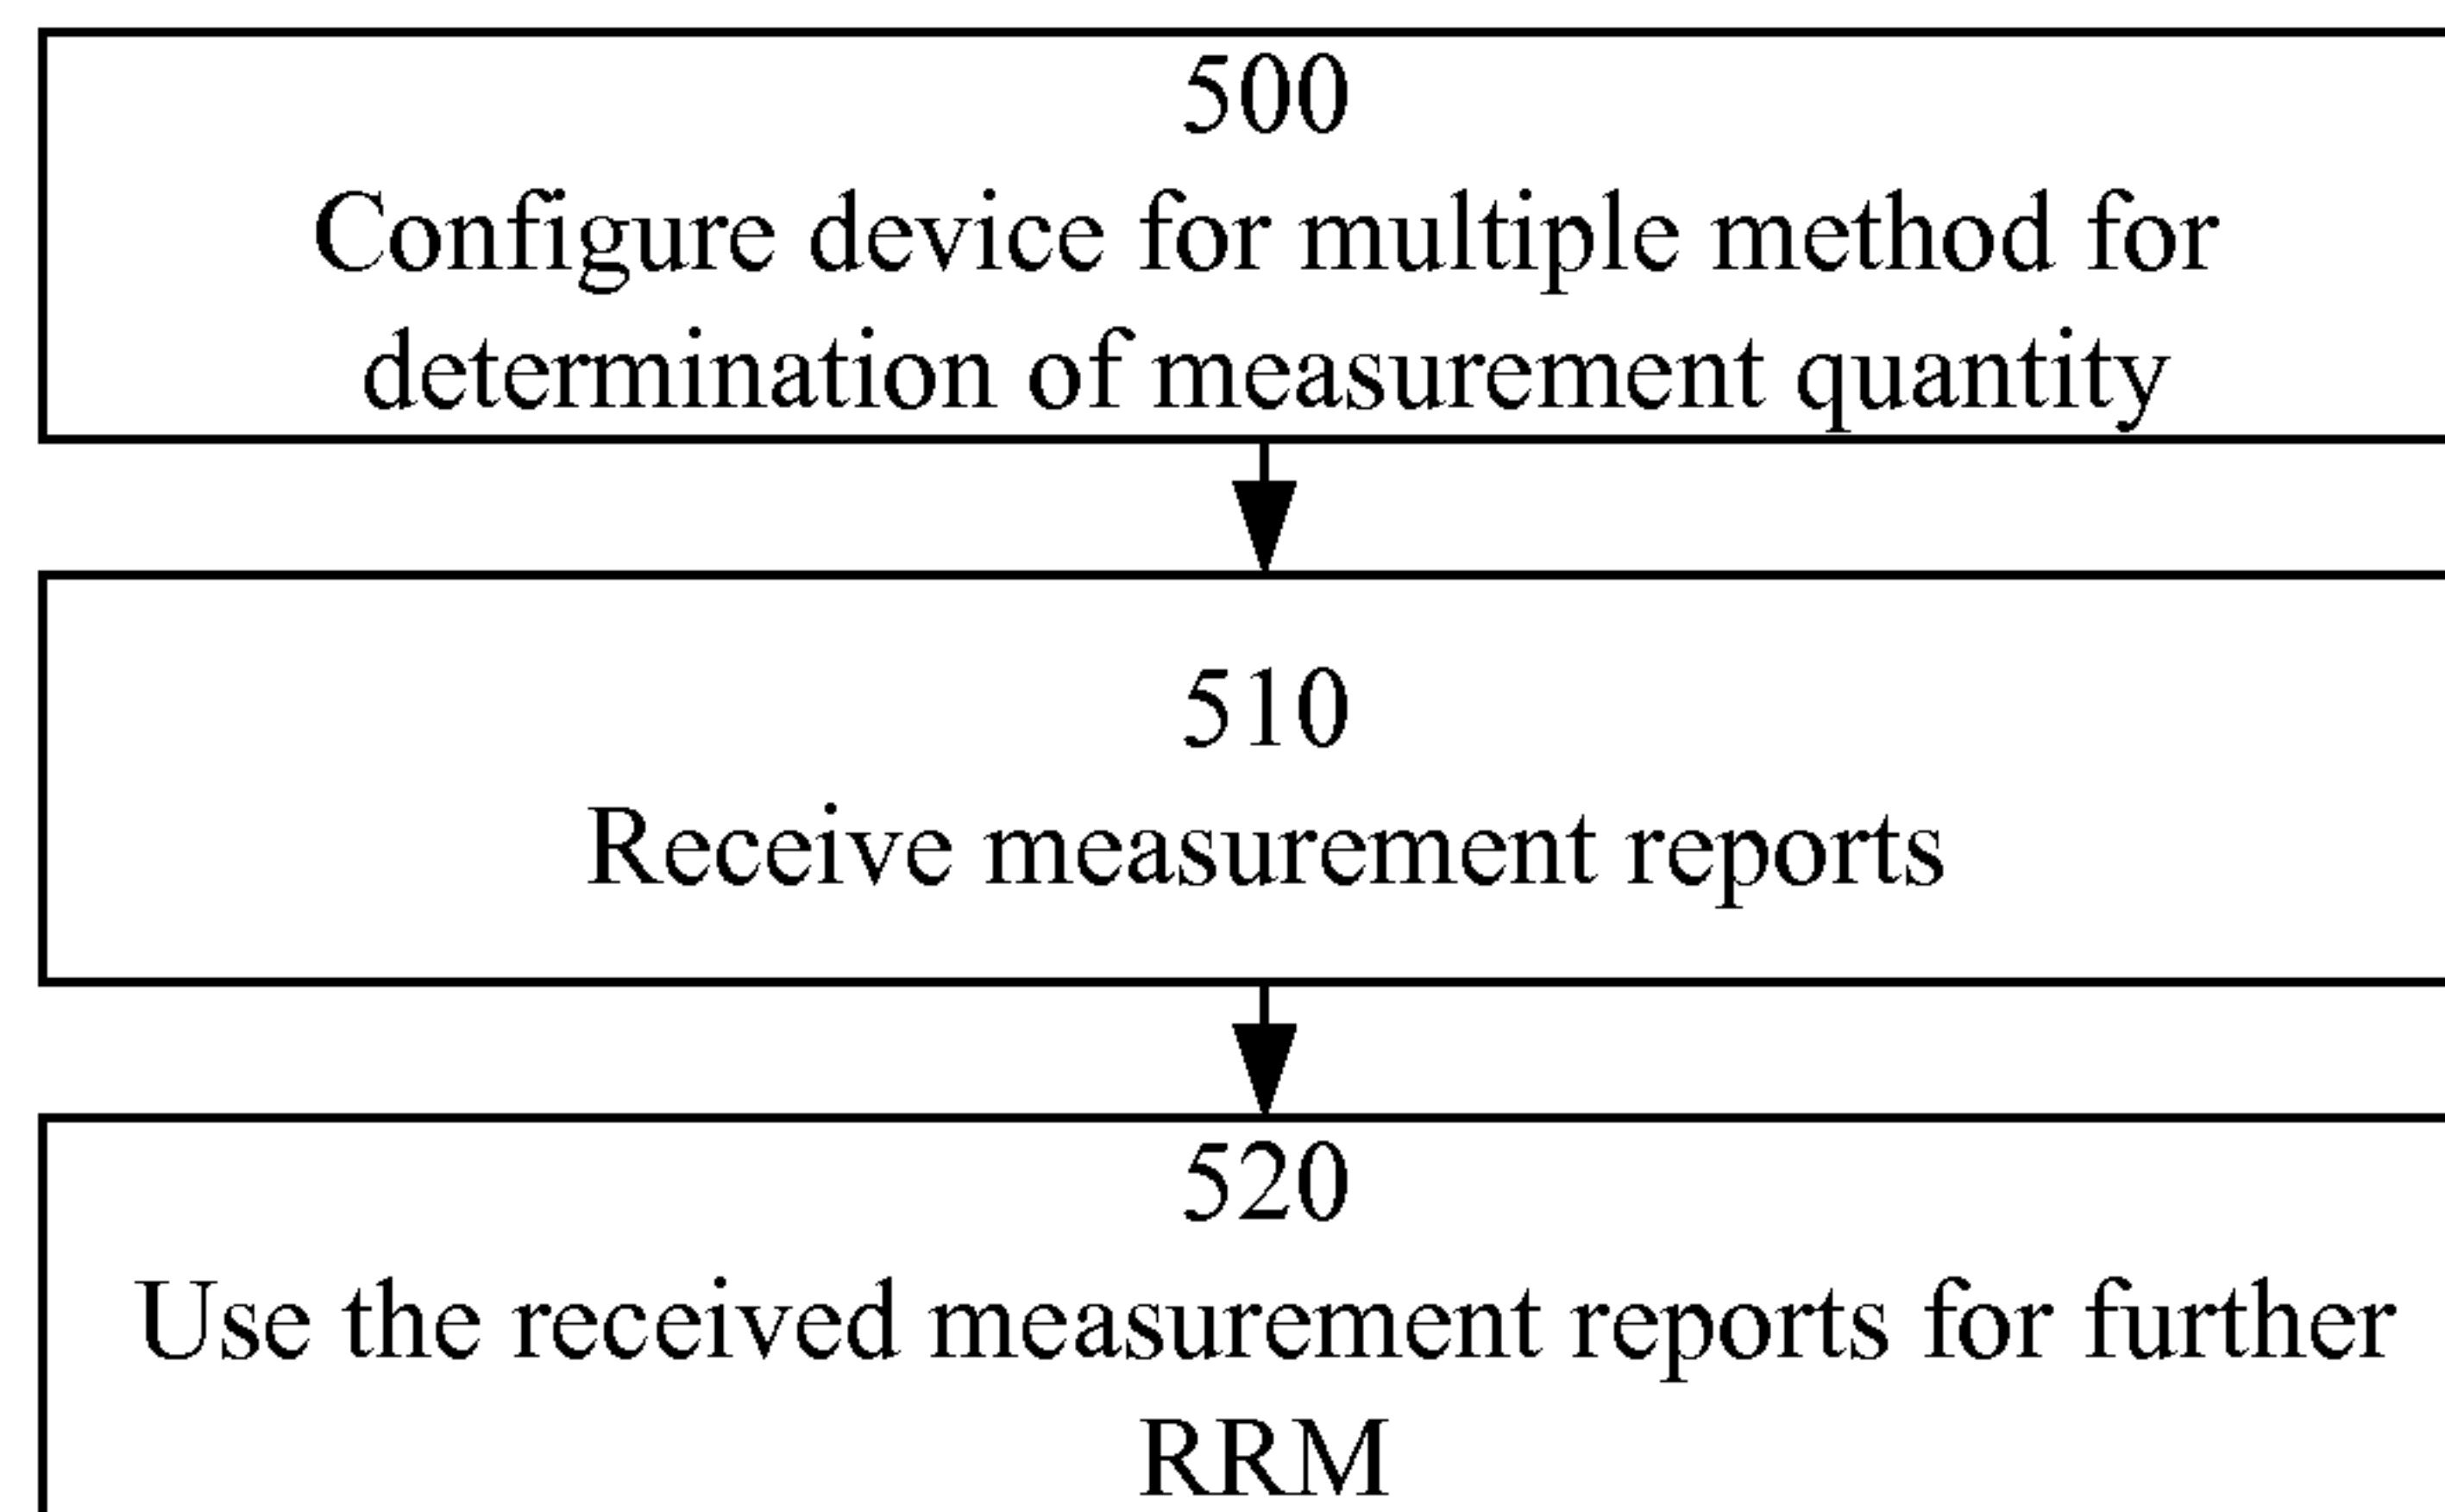 500
Configure device for multiple method for
determination of measurement quantity
510
Receive measurement reports
520
Use the received measurement reports for further
RRM